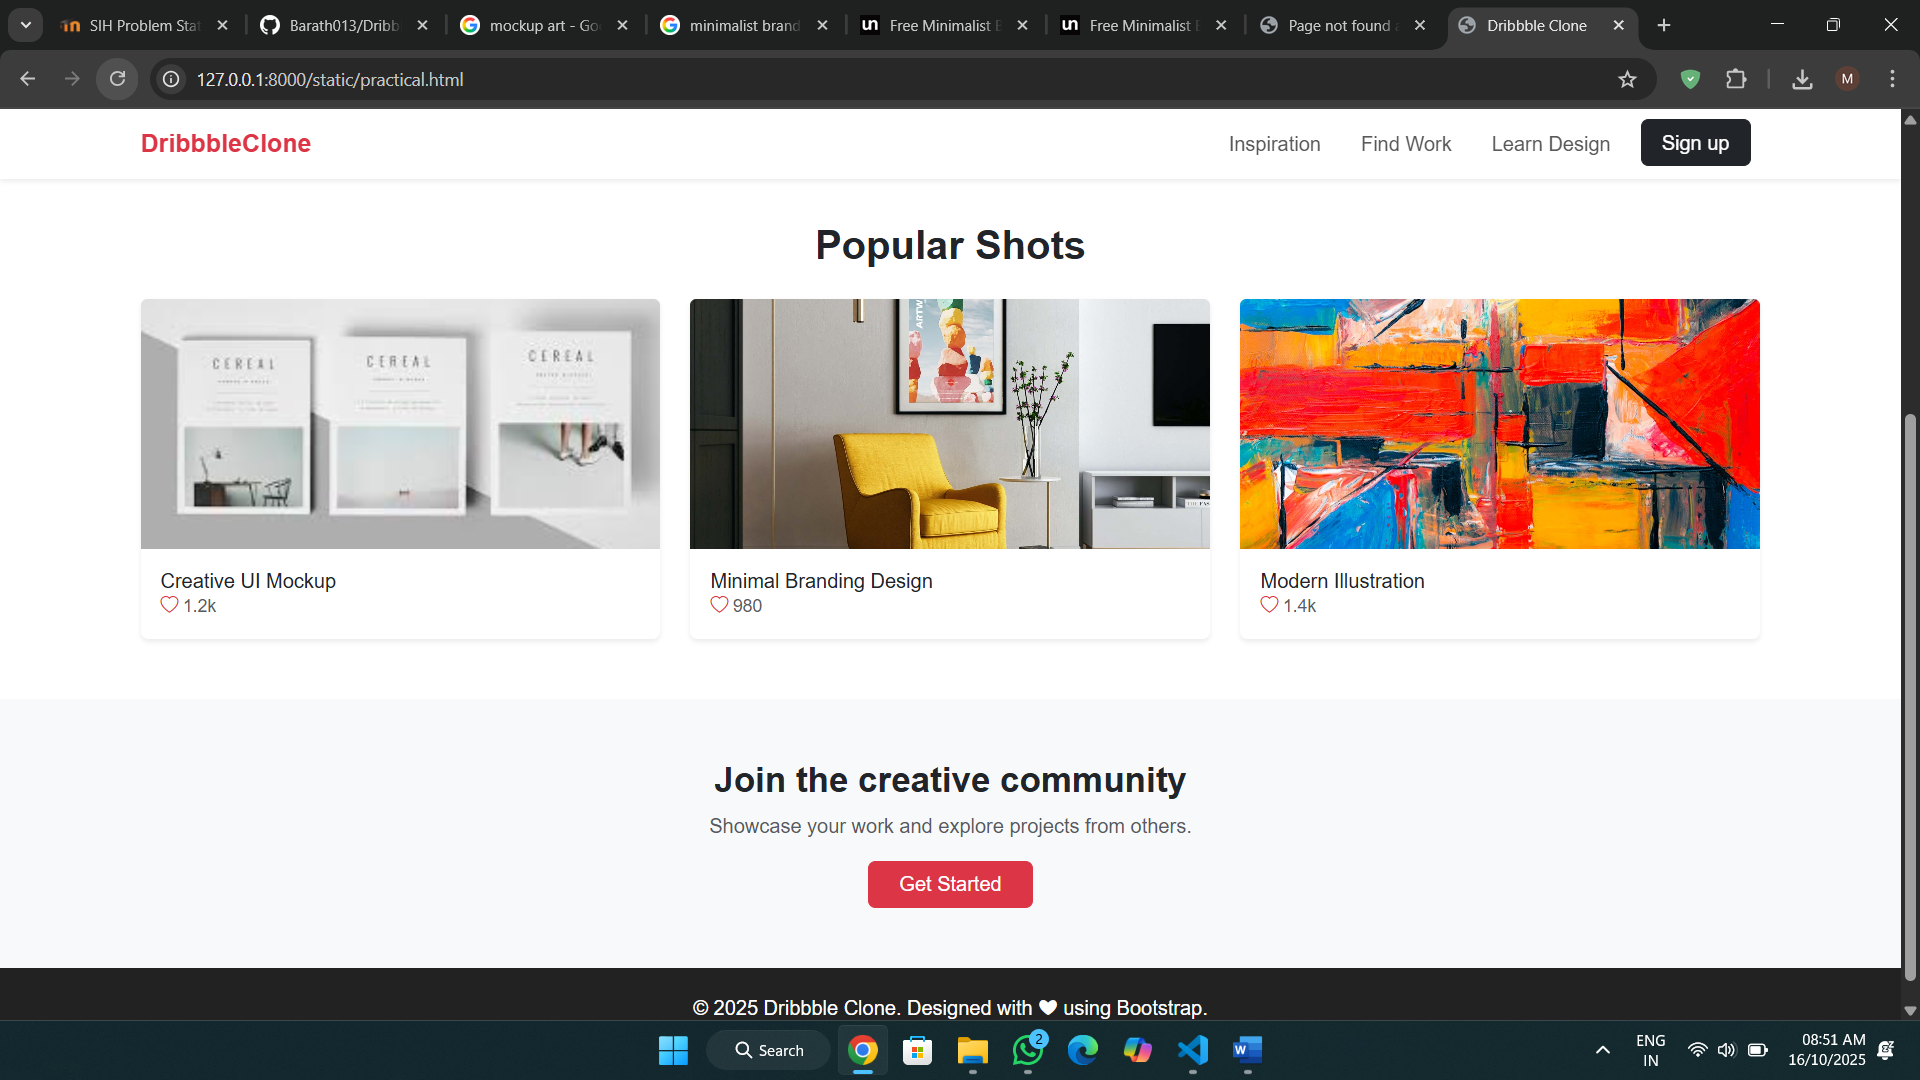 SIH Problem Stat
Barath013/Dribb
mockup art - Go
minimalist brand
un
Free Minimalist B
un
Free Minimalist
Page not found a
Dribbble Clone
127.0.0.1:8000/static/practical.html
M
DribbbleClone
Inspiration
Find Work
Learn Design
Sign up
Popular Shots
CEREAL
CEREAL
CEREAL
ARTW
Creative UI Mockup
1.2k
Minimal Branding Design
980
Modern Illustration
1.4k
Join the creative community
Showcase your work and explore projects from others.
Get Started
© 2025 Dribbble Clone. Designed with ♥ using Bootstrap.
Search
2
W
ENG
IN
08:51 AM
16/10/2025